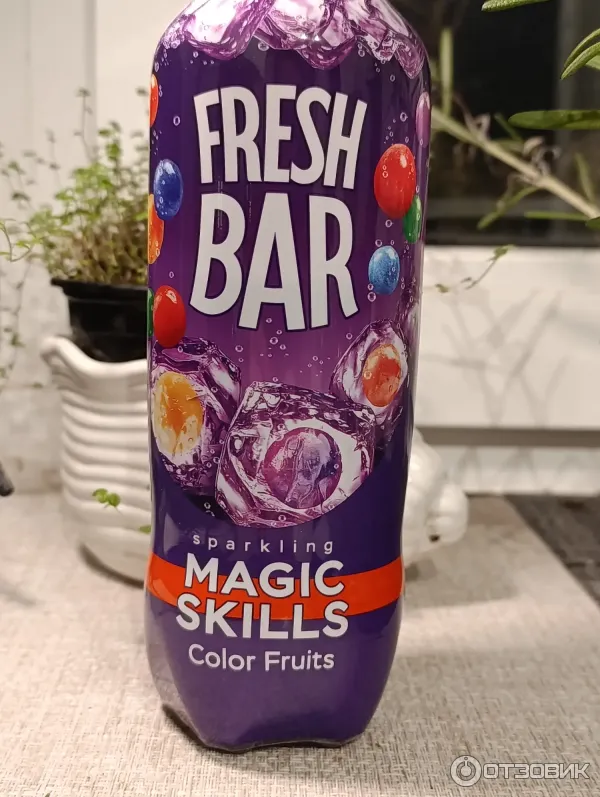 FRESH
BAR
sparkling
MAGIC
SKILLS
Color Fruits
ОТЗОВИК